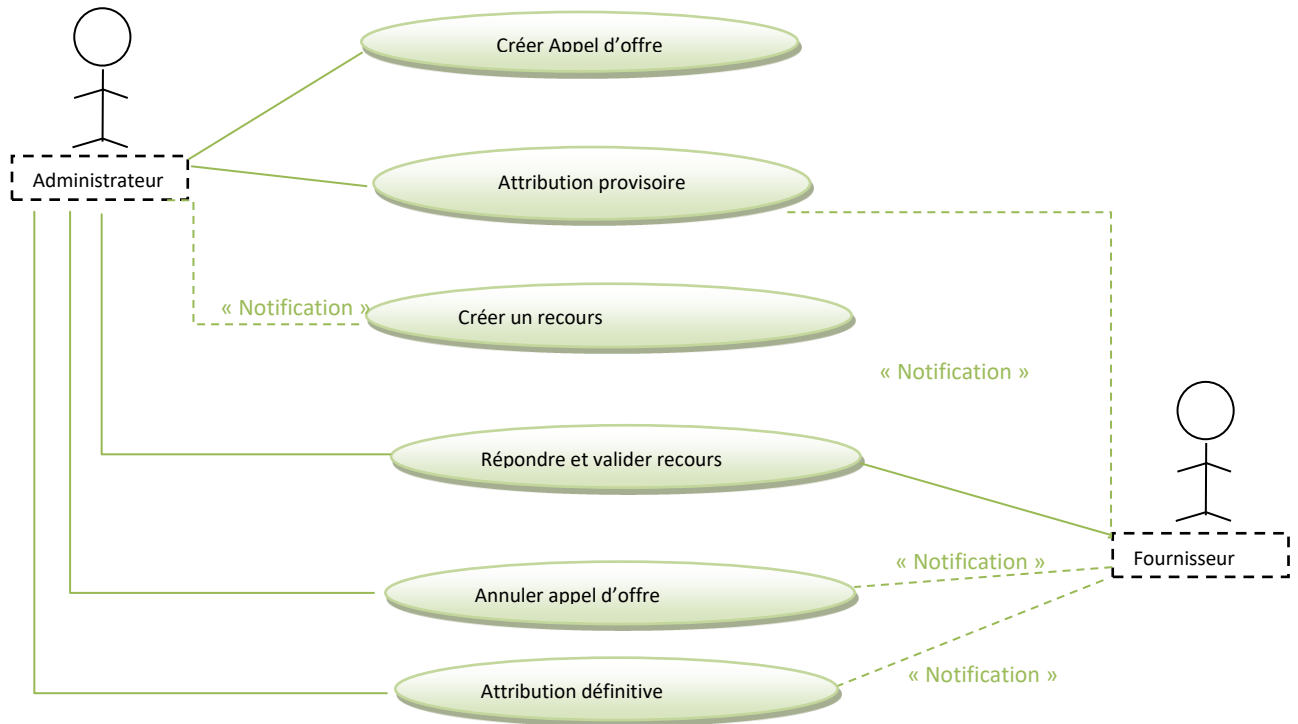 Créer Appel d’offre
Administrateur
Attribution provisoire
« Notification »
Créer un recours
« Notification »
Répondre et valider recours
« Notification »
Fournisseur
Annuler appel d’offre
« Notification »
Attribution définitive